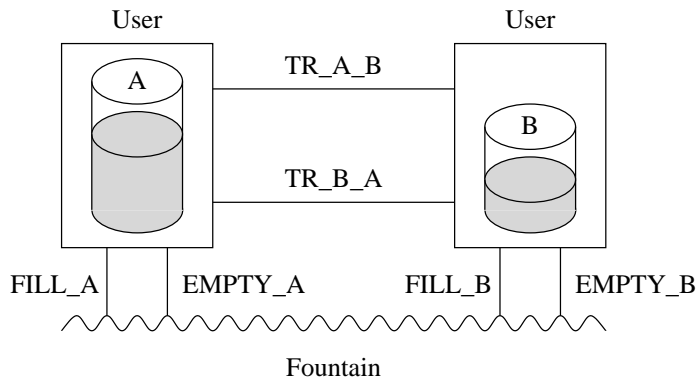 User User
A
TR_A_B
B
TR_B_A
FILL_A EMPTY_A FILL_B EMPTY_B
Fountain